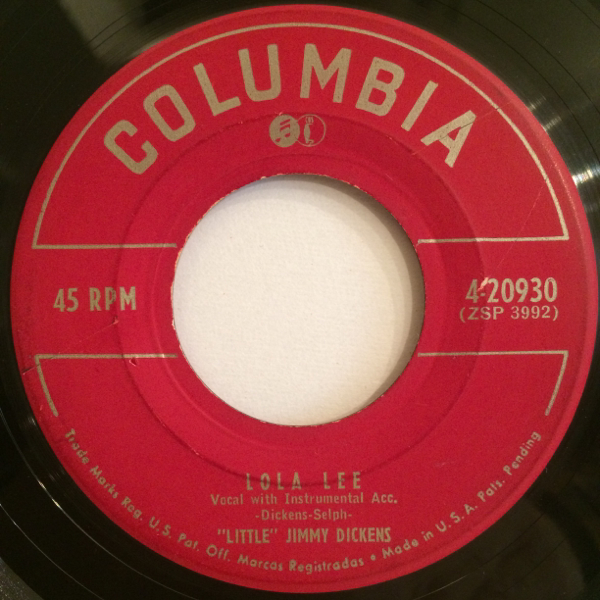 COLUMBIA
45 RPM
4-20930
(ZSP 3992)
LOLA LEE
Vocal with Instrumental Acc.
-Dickens-Selph-
"LITTLE" JIMMY DICKENS
Trade Marks Reg. U.S. Pat. Off. Marcas Registradas • Made in U.S.A. Pats. Pending